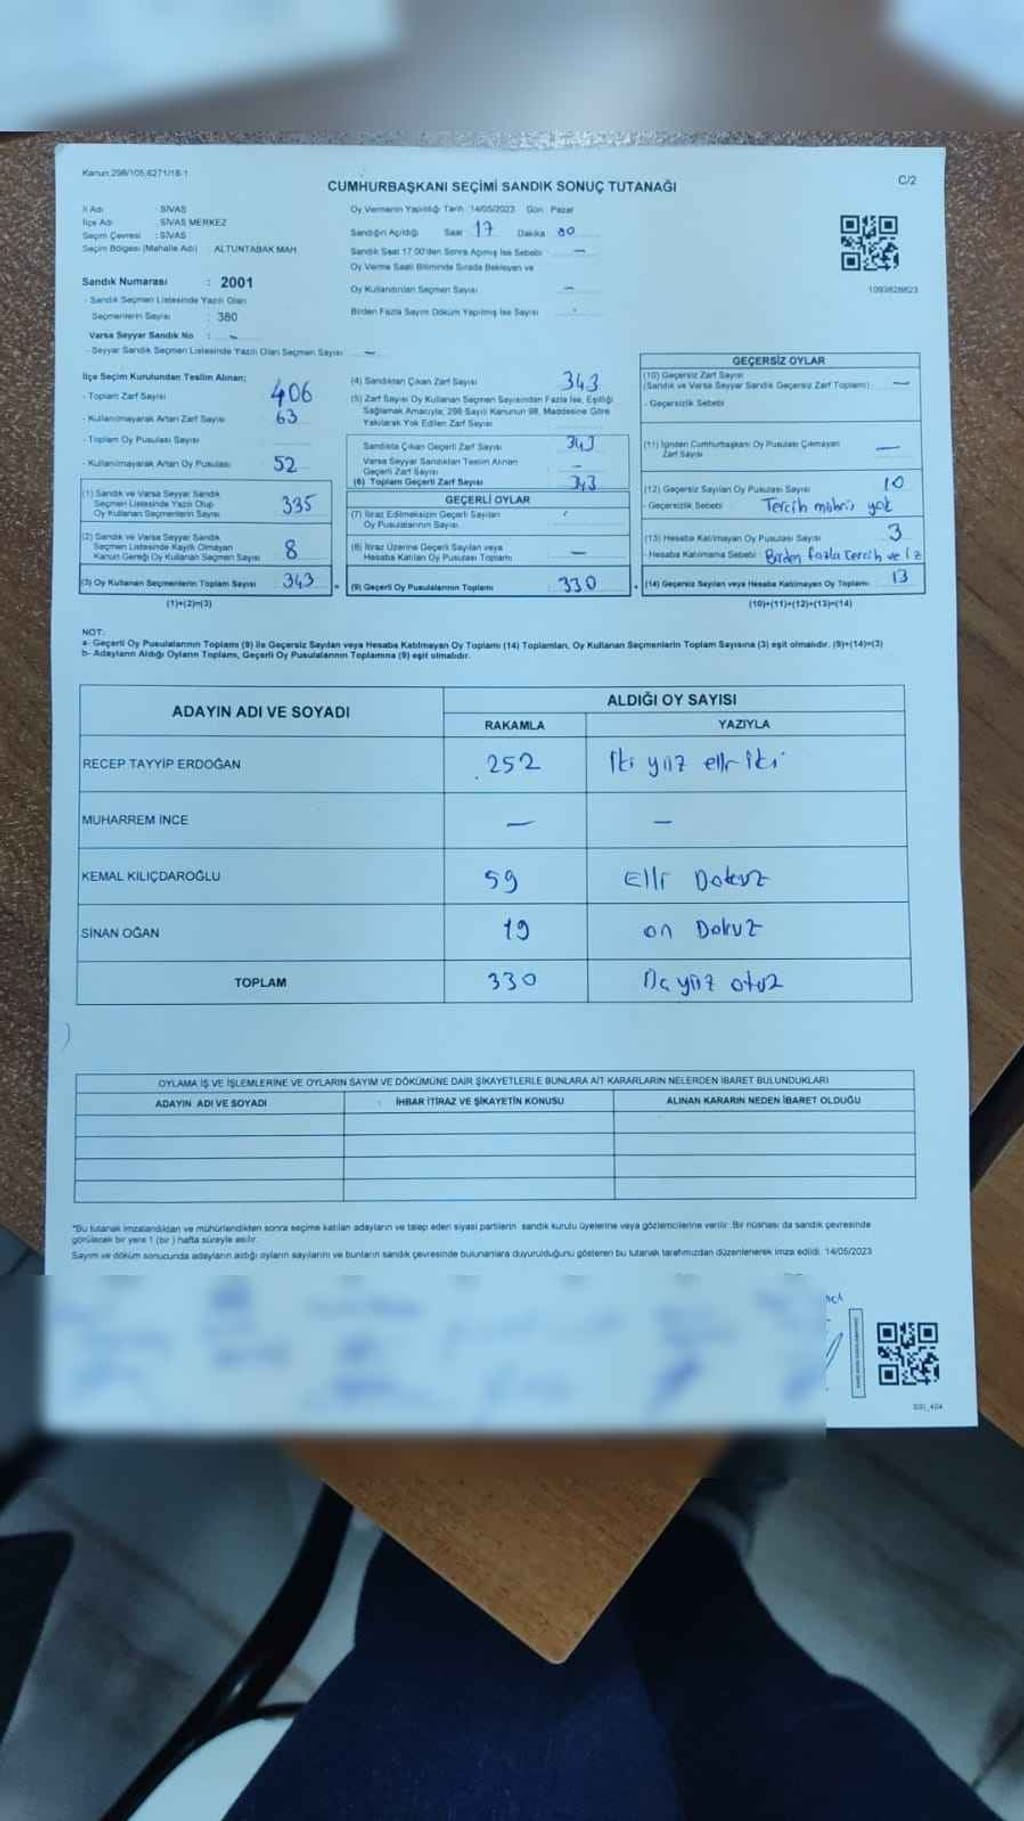 Kanun:298/105,6271/18-1
C/2
CUMHURBAŞKANI SEÇİMİ SANDIK SONUÇ TUTANAĞI
İl Adı : SİVAS
İlçe Adı : SİVAS MERKEZ
Seçim Çevresi : SİVAS
Seçim Bölgesi (Mahalle Adı) ALTUNTABAK MAH.
Sandık Numarası : 2001
- Sandık Seçmen Listesinde Yazılı Olan
Seçmenlerin Sayısı : 380
Varsa Seyyar Sandık No : -
- Seyyar Sandık Seçmen Listesinde Yazılı Olan Seçmen Sayısı : -
Oy Vermenin Yapıldığı Tarih :14/05/2023 Gün : Pazar
Sandığın Açıldığı Saat 17 Dakika
Sandık Saat 17.00'den Sonra Açılmış İse Sebebi -
Oy Verme Saati Bitiminde Sırada Bekleyen ve
Oy Kullandırılan Seçmen Sayısı -
Birden Fazla Sayım Döküm Yapılmış İse Sayısı
1093828823
İlçe Seçim Kurulundan Teslim Alınan;
- Toplam Zarf Sayısı 406
- Kullanılmayarak Artan Zarf Sayısı 63
- Toplam Oy Pusulası Sayısı
- Kullanılmayarak Artan Oy Pusulası 52
(1) Sandık ve Varsa Seyyar Sandık
Seçmen Listesinde Yazılı Olup
Oy Kullanan Seçmenlerin Sayısı 335
(2) Sandık ve Varsa Seyyar Sandık
Seçmen Listesinde Kayıtlı Olmayan
Kanun Gereği Oy Kullanan Seçmen Sayısı 8
(3) Oy Kullanan Seçmenlerin Toplam Sayısı 343
(1)+(2)=(3)
(4) Sandıktan Çıkan Zarf Sayısı 343
(5) Zarf Sayısı Oy Kullanan Seçmen Sayısından Fazla İse, Eşitliği
Sağlamak Amacıyla, 298 Sayılı Kanunun 98. Maddesine Göre
Yakılarak Yok Edilen Zarf Sayısı
Sandıkta Çıkan Geçerli Zarf Sayısı 343
Varsa Seyyar Sandıktan Teslim Alınan
Geçerli Zarf Sayısı -
(6) Toplam Geçerli Zarf Sayısı 343
GEÇERLİ OYLAR
(7) İtiraz Edilmeksizin Geçerli Sayılan
Oy Pusulalarının Sayısı
(8) İtiraz Üzerine Geçerli Sayılan veya
Hesaba Katılan Oy Pusulası Toplamı -
(9) Geçerli Oy Pusulalarının Toplamı 330
GEÇERSİZ OYLAR
(10) Geçersiz Zarf Sayısı
(Sandık ve Varsa Seyyar Sandık Geçersiz Zarf Toplamı) -
- Geçersizlik Sebebi
(11) İçinden Cumhurbaşkanı Oy Pusulası Çıkmayan
Zarf Sayısı -
(12) Geçersiz Sayılan Oy Pusulası Sayısı 10
- Geçersizlik Sebebi Tercih mührü yok
(13) Hesaba Katılmayan Oy Pusulası Sayısı 3
- Hesaba Katılmama Sebebi Birden fazla tercih ve iz
(14) Geçersiz Sayılan veya Hesaba Katılmayan Oy Toplamı 13
(10)+(11)+(12)+(13)=(14)
NOT:
a- Geçerli Oy Pusulalarının Toplamı (9) ile Geçersiz Sayılan veya Hesaba Katılmayan Oy Toplamı (14) Toplamları, Oy Kullanan Seçmenlerin Toplam Sayısına (3) eşit olmalıdır. (9)+(14)=(3)
b- Adayların Aldığı Oyların Toplamı, Geçerli Oy Pusulalarının Toplamına (9) eşit olmalıdır.
ADAYIN ADI VE SOYADI ALDIĞI OY SAYISI
RAKAMLA YAZIYLA
RECEP TAYYİP ERDOĞAN 252 İki yüz elli iki
MUHARREM İNCE - -
KEMAL KILIÇDAROĞLU 59 Elli Dokuz
SİNAN OĞAN 19 on Dokuz
TOPLAM 330 Üç yüz otuz
OYLAMA İŞ VE İŞLEMLERİNE VE OYLARIN SAYIM VE DÖKÜMÜNE DAİR ŞİKAYETLERLE BUNLARA AİT KARARLARIN NELERDEN İBARET BULUNDUKLARI
ADAYIN ADI VE SOYADI İHBAR İTİRAZ VE ŞİKAYETİN KONUSU ALINAN KARARIN NEDEN İBARET OLDUĞU
*Bu tutanak imzalandıktan ve mühürlendikten sonra seçime katılan adayların ve talep eden siyasi partilerin sandık kurulu üyelerine veya gözlemcilerine verilir. Bir nüshası da sandık çevresinde
görülecek bir yere 1 (bir) hafta süreyle asılır.
Sayım ve döküm sonucunda adayların aldığı oyların sayılarını ve bunların sandık çevresinde bulunanlara duyurulduğunu gösteren bu tutanak tarafımızdan düzenlenerek imza edildi. 14/05/2023